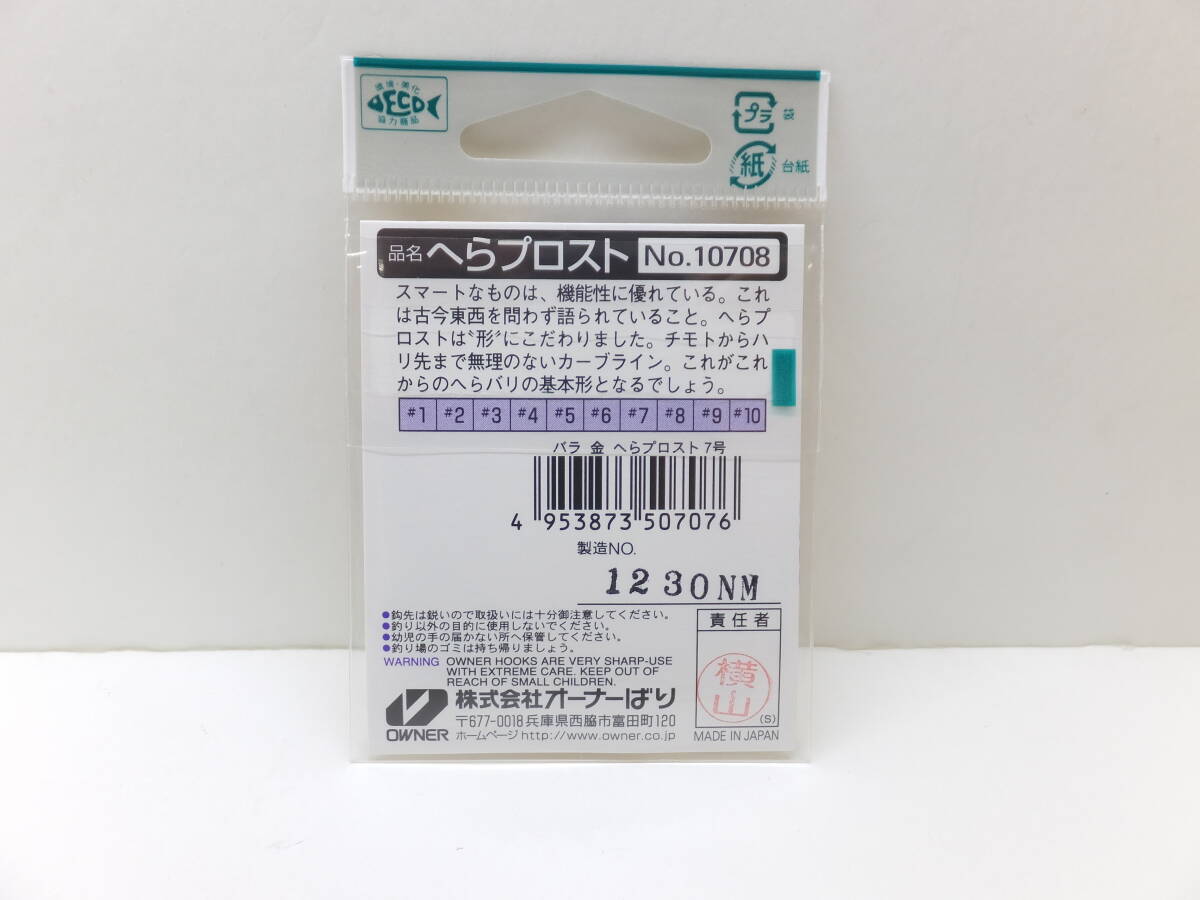 環境・美化
ECO
協力商品
プラ 袋
紙 台紙
品名 へらプロスト No.10708
スマートなものは、機能性に優れている。これ
は古今東西を問わず語られていること。へらプ
ロストは〝形〞にこだわりました。チモトからハ
リ先まで無理のないカーブライン。これがこれ
からのへらバリの基本形となるでしょう。
#1 #2 #3 #4 #5 #6 #7 #8 #9 #10
バラ 金 へらプロスト 7号
4 953873 507076
製造NO.
1230NM
●鈎先は鋭いので取扱いには十分御注意してください。
●釣り以外の目的に使用しないでください。
●幼児の手の届かない所へ保管してください。
●釣り場のゴミは持ち帰りましょう。
WARNING OWNER HOOKS ARE VERY SHARP-USE
WITH EXTREME CARE. KEEP OUT OF
REACH OF SMALL CHILDREN.
責任者
横山
(S)
OWNER
株式会社オーナーばり
〒677-0018 兵庫県西脇市富田町120
ホームページ http://www.owner.co.jp
MADE IN JAPAN